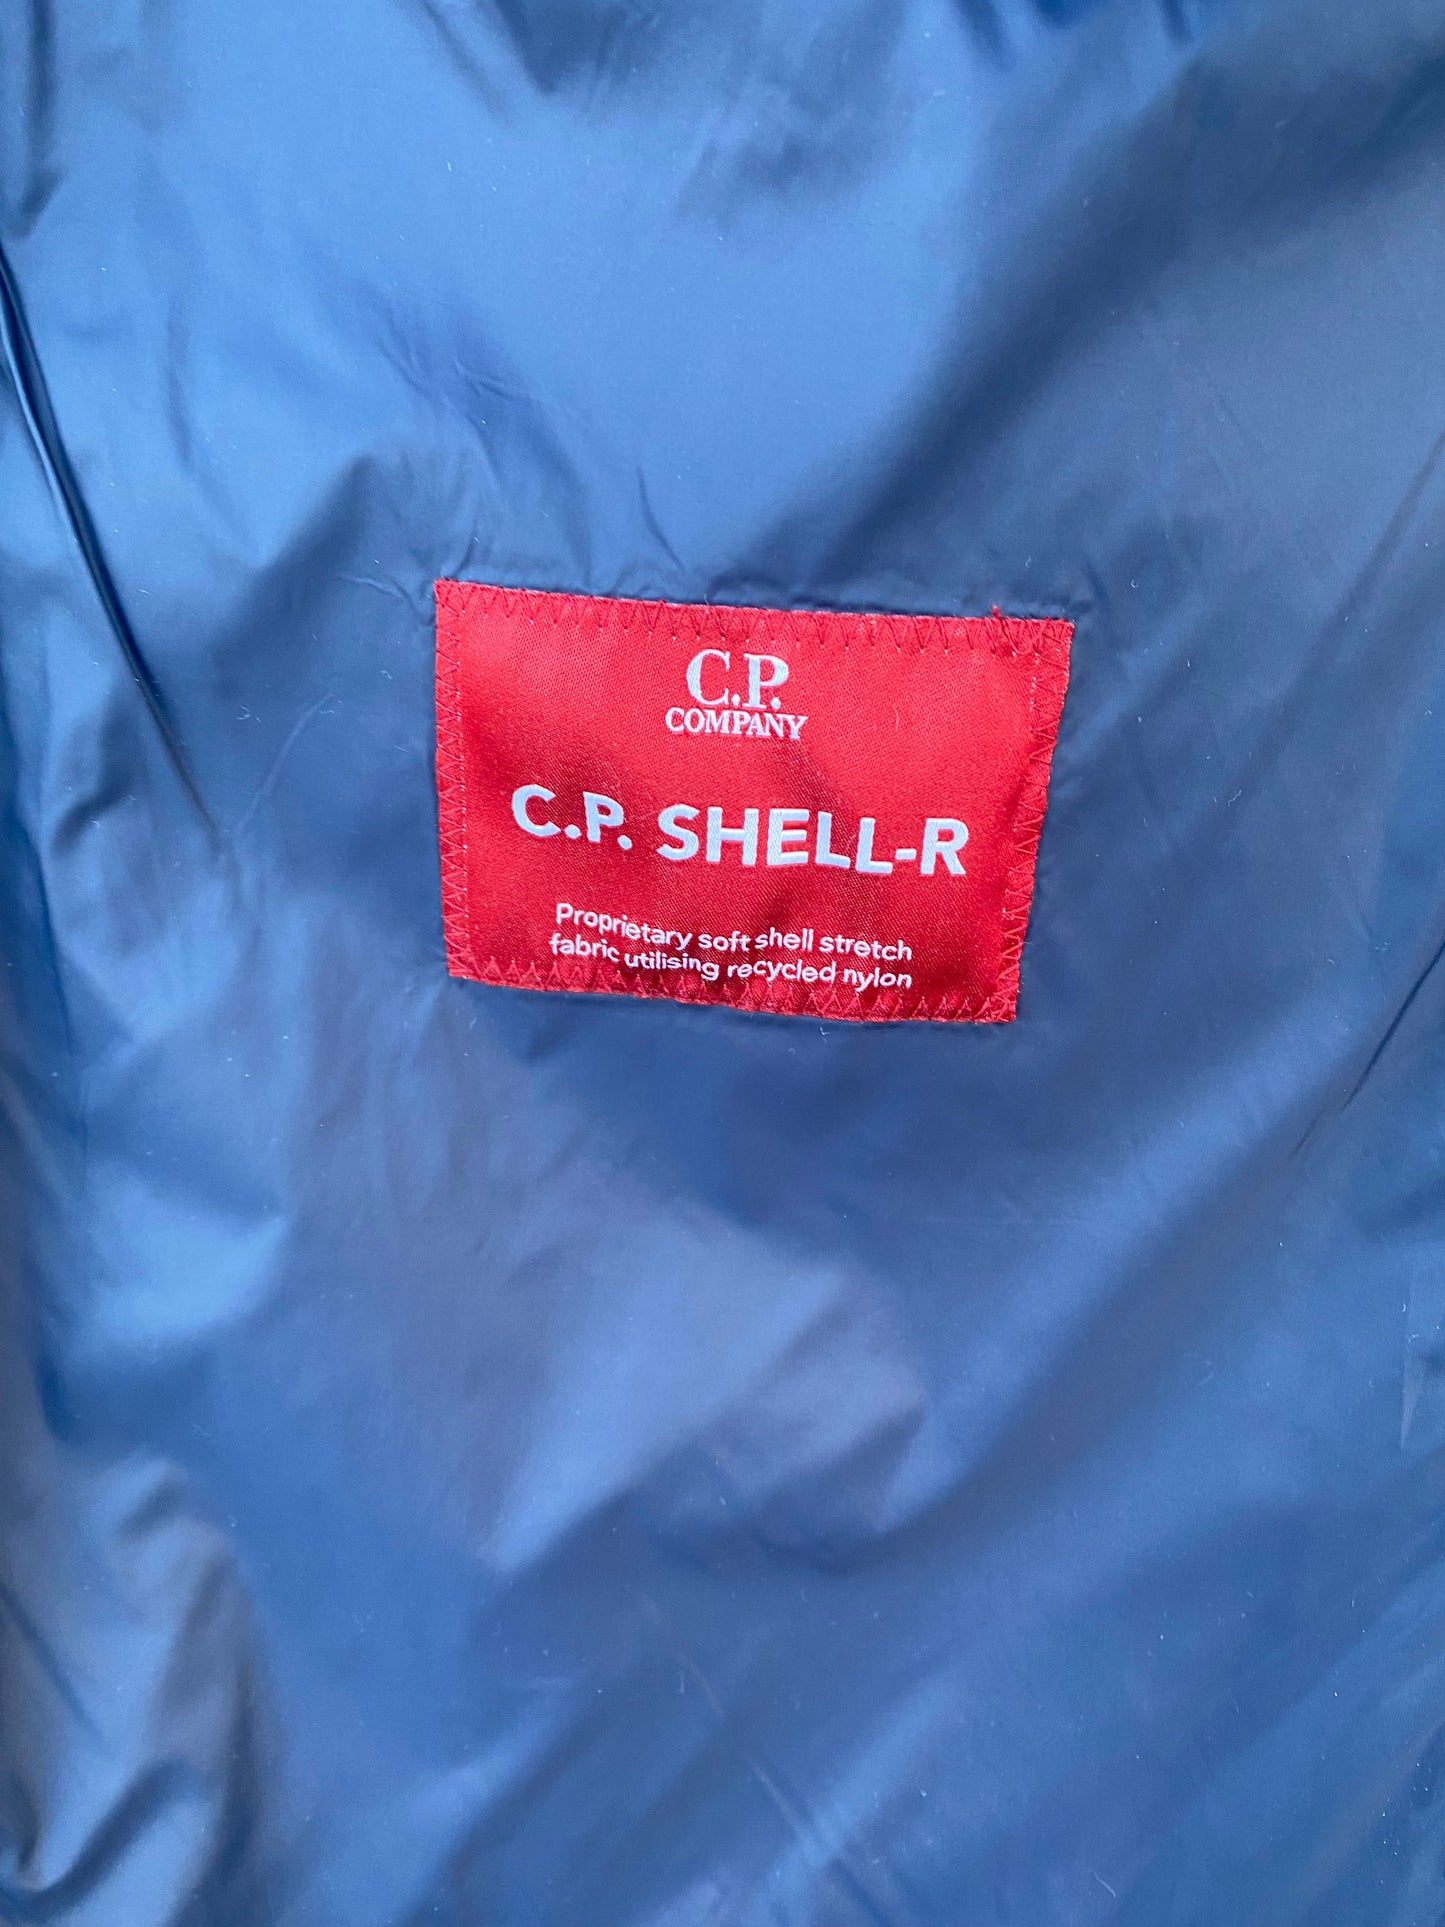 C.P.
COMPANY
C.P. SHELL-R
Proprietary soft shell stretch
fabric utilising recycled nylon